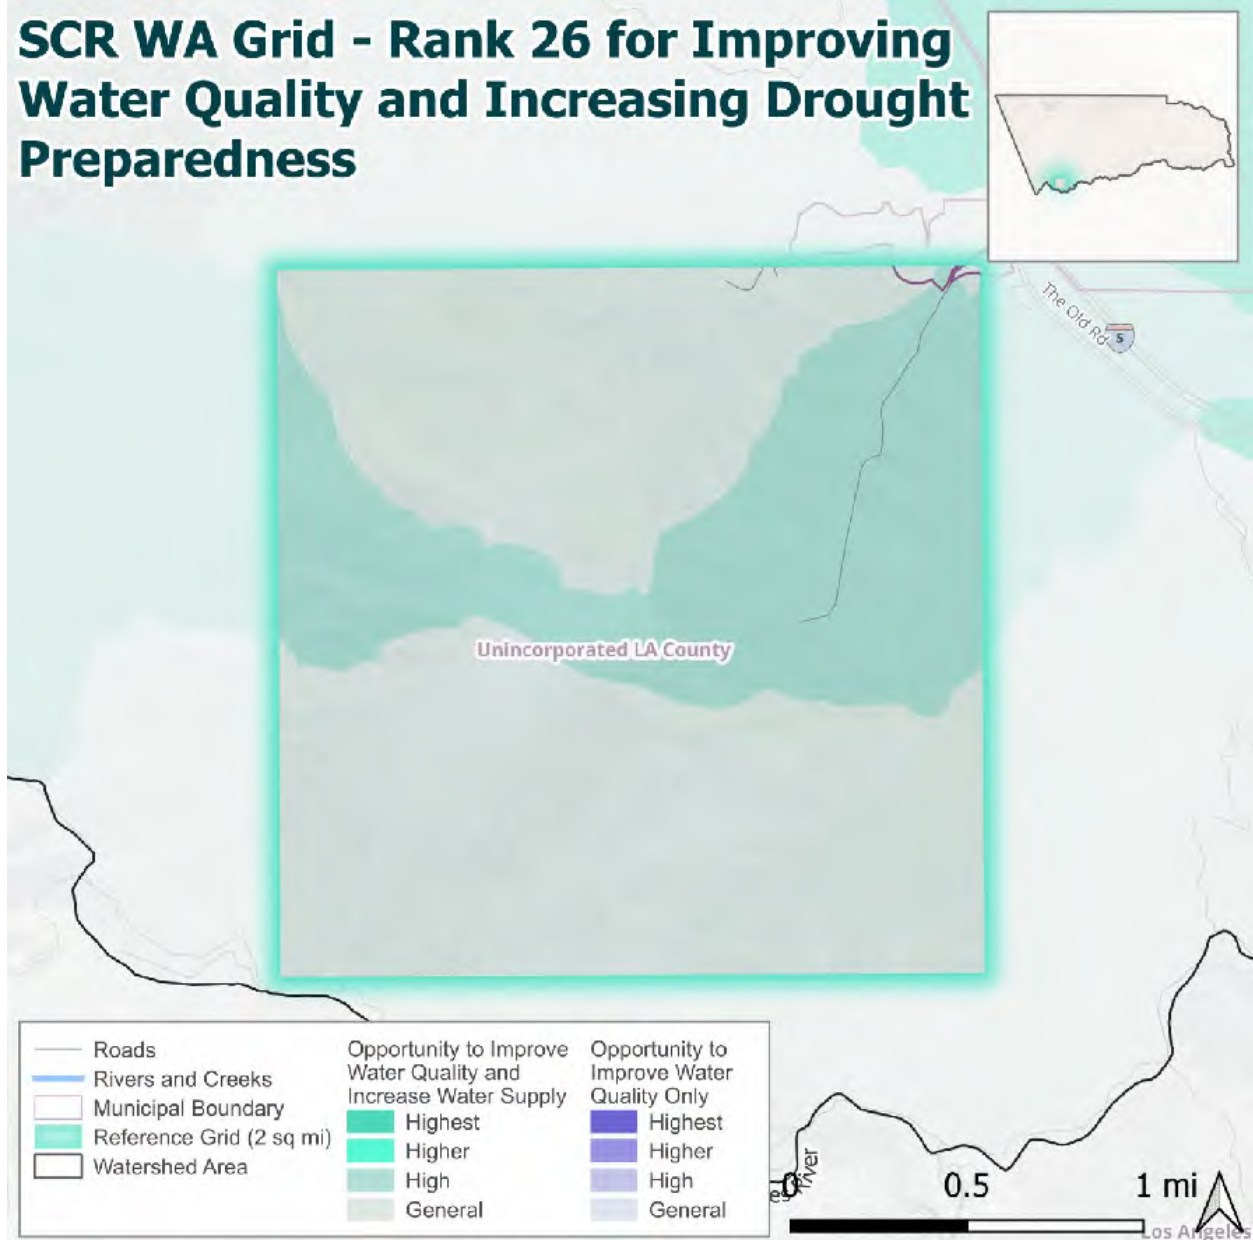 SCR WA Grid - Rank 26 for Improving
Water Quality and Increasing Drought
Preparedness
The Old Rd
5
Unincorporated LA County
Roads
Rivers and Creeks
Municipal Boundary
Reference Grid (2 sq mi)
Watershed Area
Opportunity to Improve
Water Quality and
Increase Water Supply
Highest
Higher
High
General
Opportunity to
Improve Water
Quality Only
Highest
Higher
High
General
0 0.5 1 mi
Los Angeles